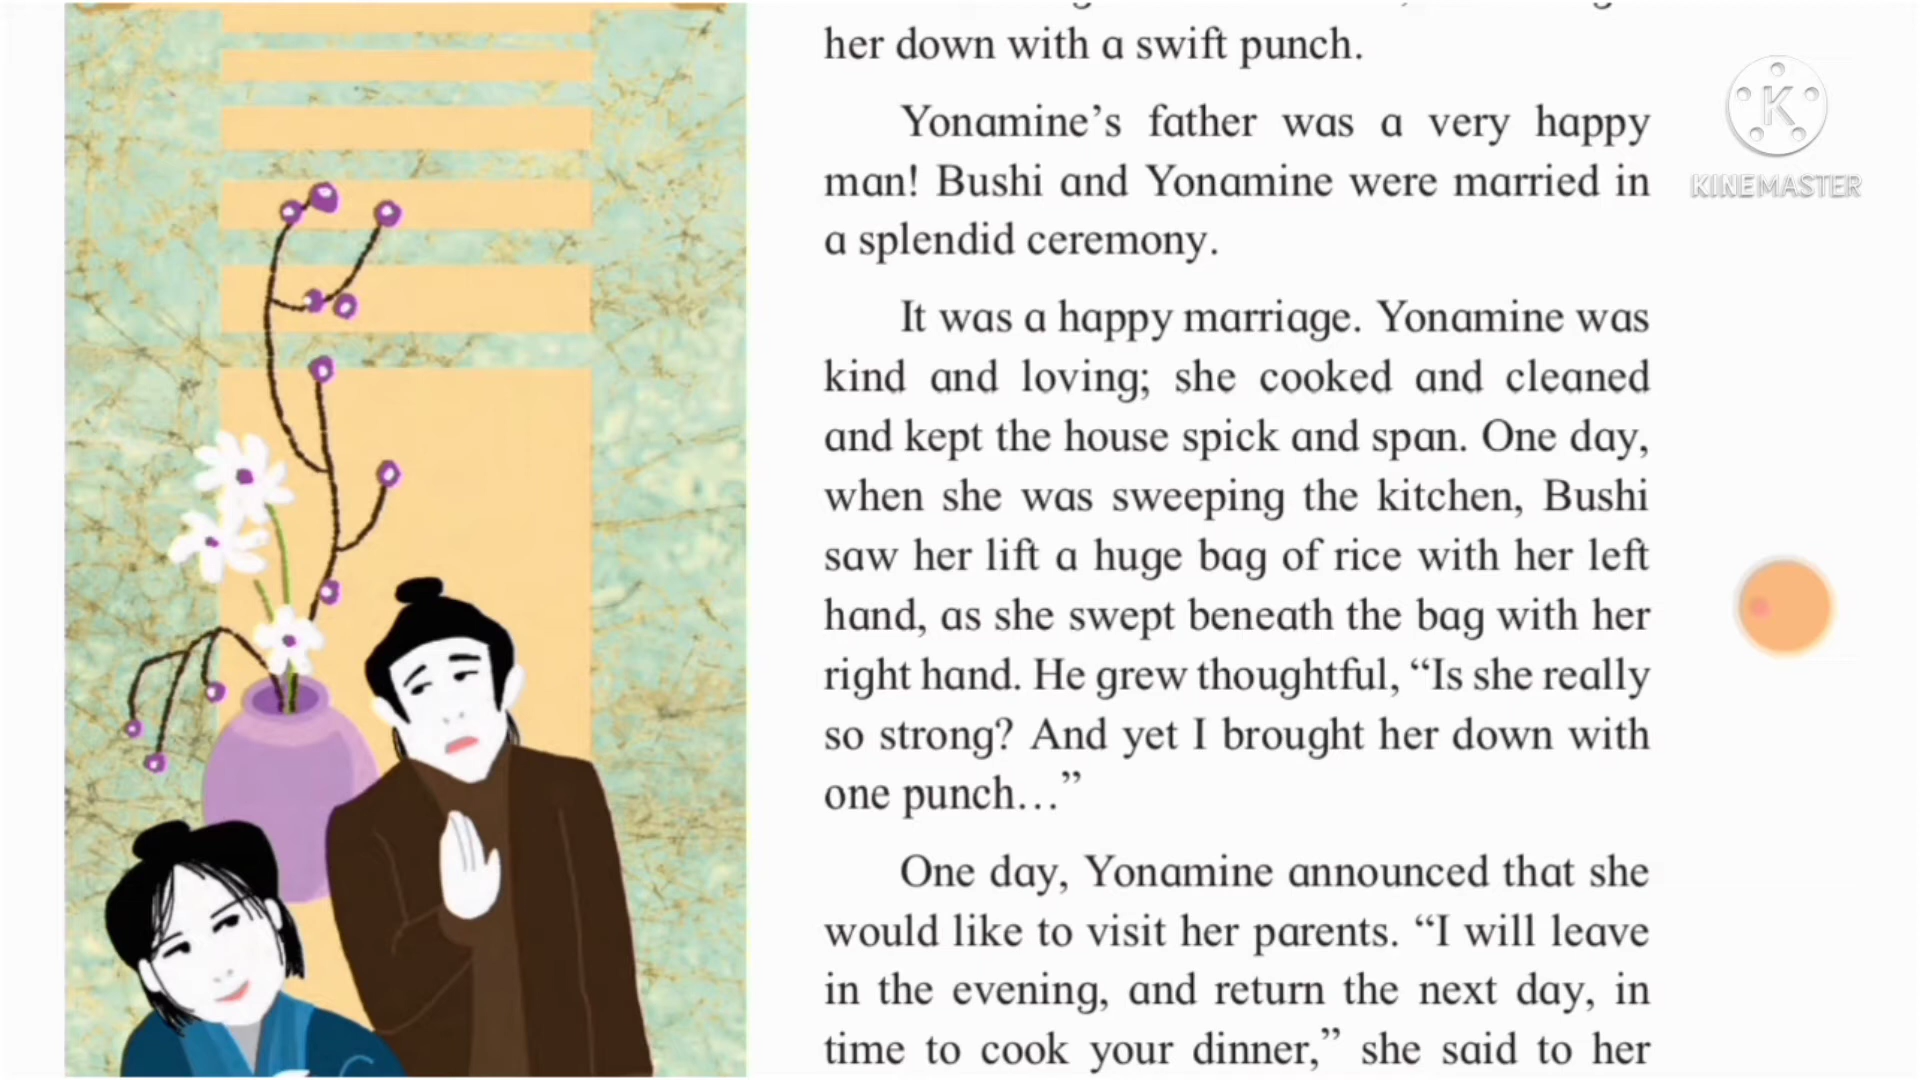 her down with a swift punch.
Yonamine’s father was a very happy
man! Bushi and Yonamine were married in
a splendid ceremony.
It was a happy marriage. Yonamine was
kind and loving; she cooked and cleaned
and kept the house spick and span. One day,
when she was sweeping the kitchen, Bushi
saw her lift a huge bag of rice with her left
hand, as she swept beneath the bag with her
right hand. He grew thoughtful, “Is she really
so strong? And yet I brought her down with
one punch…”
One day, Yonamine announced that she
would like to visit her parents. “I will leave
in the evening, and return the next day, in
time to cook your dinner,” she said to her
K
KINEMASTER